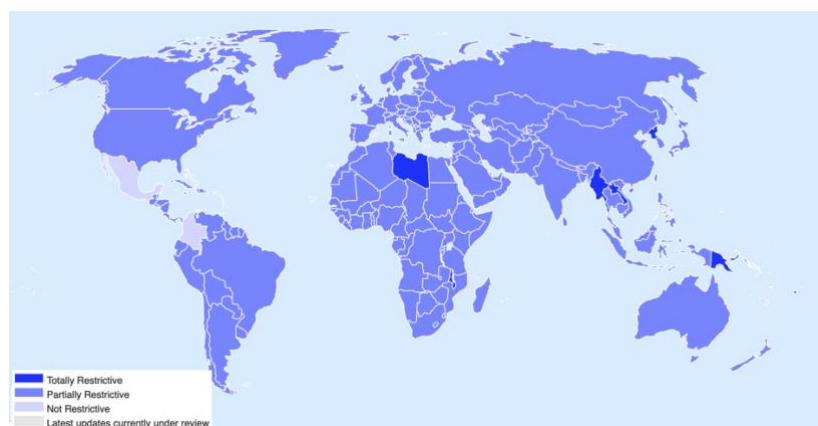 Totally Restrictive
Partially Restrictive
Not Restrictive
Latest updates currently under review